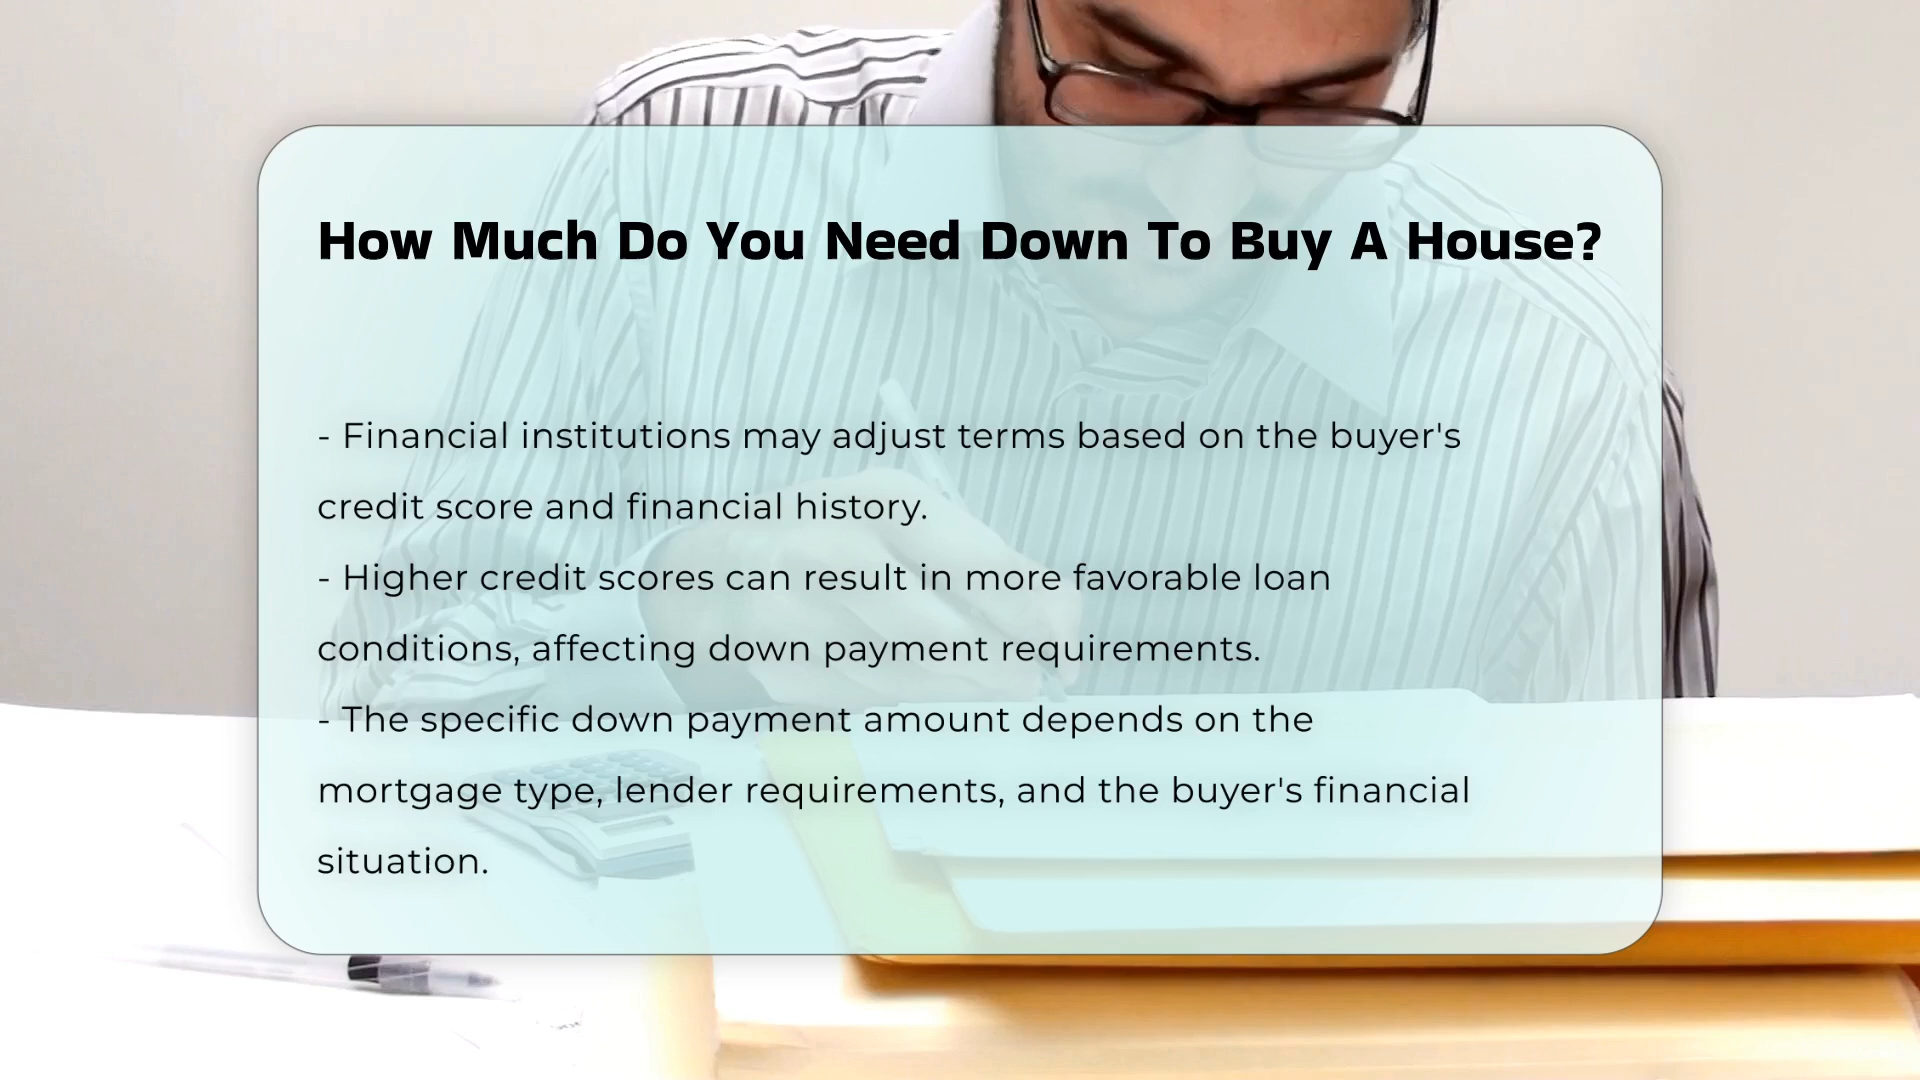 How Much Do You Need Down To Buy A House?
- Financial institutions may adjust terms based on the buyer's
credit score and financial history.
- Higher credit scores can result in more favorable loan
conditions, affecting down payment requirements.
- The specific down payment amount depends on the
mortgage type, lender requirements, and the buyer's financial
situation.